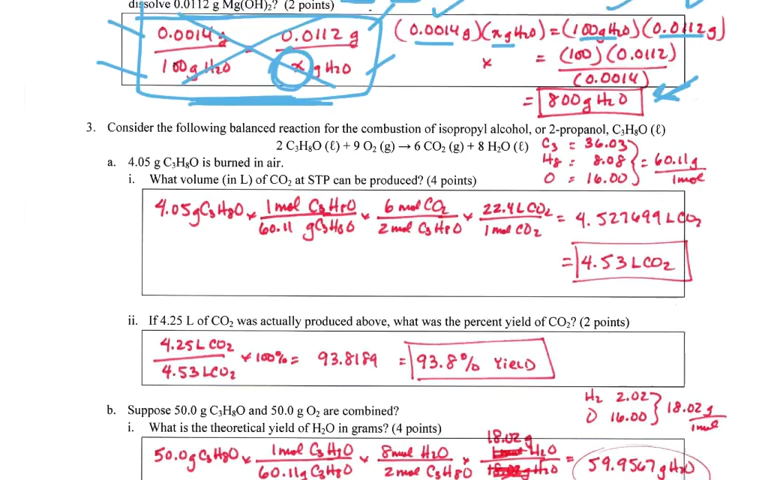 dissolve 0.0112 g Mg(OH)₂? (2 points)
0.0014 g / 100 g H₂O  0.0112 g / x g H₂O  (0.0014 g)(x g H₂O) = (100 g H₂O)(0.0112 g)
x = (100)(0.0112) / (0.0014)
= 800 g H₂O
3. Consider the following balanced reaction for the combustion of isopropyl alcohol, or 2-propanol, C₃H₈O (ℓ)
2 C₃H₈O (ℓ) + 9 O₂ (g) → 6 CO₂ (g) + 8 H₂O (ℓ)
C₃ = 36.03
H₈ = 8.08
O = 16.00
} = 60.11 g / 1 mol
a. 4.05 g C₃H₈O is burned in air.
i. What volume (in L) of CO₂ at STP can be produced? (4 points)
4.05 g C₃H₈O × 1 mol C₃H₈O / 60.11 g C₃H₈O × 6 mol CO₂ / 2 mol C₃H₈O × 22.4 L CO₂ / 1 mol CO₂ = 4.527699 L CO₂
= 4.53 L CO₂
ii. If 4.25 L of CO₂ was actually produced above, what was the percent yield of CO₂? (2 points)
4.25 L CO₂ / 4.53 L CO₂ × 100% = 93.8189 = 93.8% YIELD
H₂ 2.02
O 16.00
} 18.02 g / 1 mol
b. Suppose 50.0 g C₃H₈O and 50.0 g O₂ are combined?
i. What is the theoretical yield of H₂O in grams? (4 points)
18.02 g
50.0 g C₃H₈O × 1 mol C₃H₈O / 60.11 g C₃H₈O × 8 mol H₂O / 2 mol C₃H₈O × H₂O / H₂O = 59.9567 g H₂O